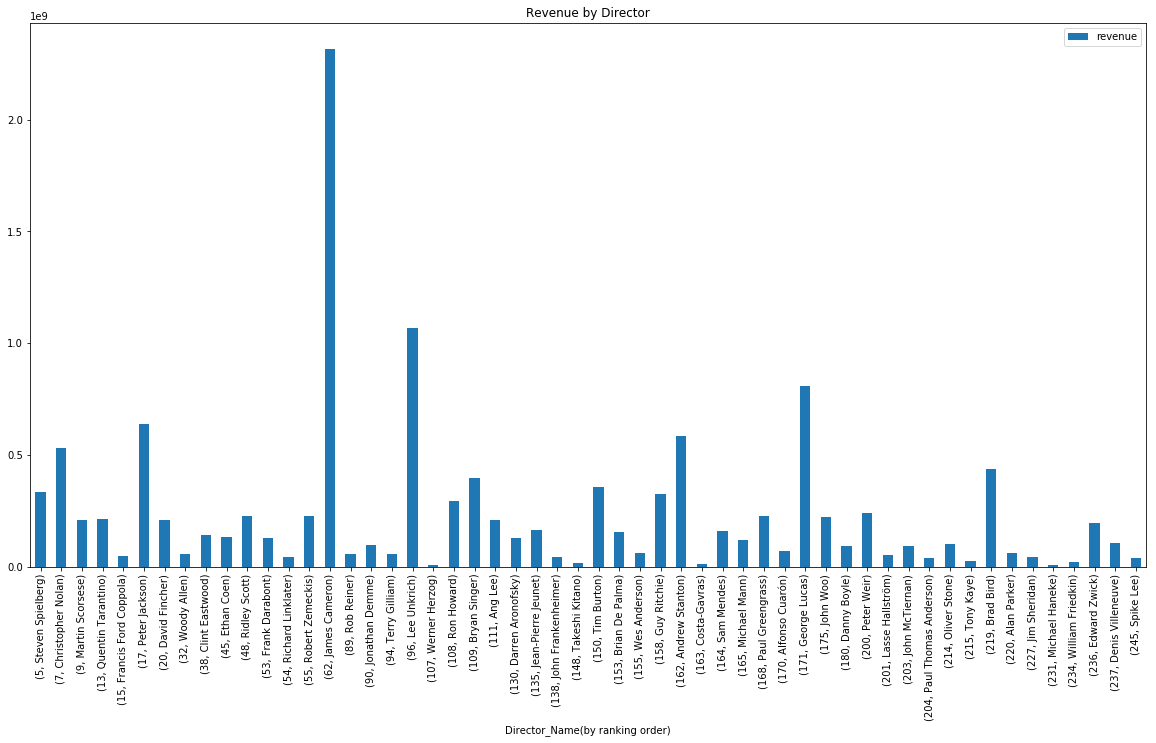 Revenue by Director
1e9
revenue
2.0
1.5
1.0
0.5
0.0
(5, Steven Spielberg)
(7, Christopher Nolan)
(9, Martin Scorsese)
(13, Quentin Tarantino)
(15, Francis Ford Coppola)
(17, Peter Jackson)
(20, David Fincher)
(32, Woody Allen)
(38, Clint Eastwood)
(45, Ethan Coen)
(48, Ridley Scott)
(53, Frank Darabont)
(54, Richard Linklater)
(55, Robert Zemeckis)
(62, James Cameron)
(89, Rob Reiner)
(90, Jonathan Demme)
(94, Terry Gilliam)
(96, Lee Unkrich)
(107, Werner Herzog)
(108, Ron Howard)
(109, Bryan Singer)
(111, Ang Lee)
(130, Darren Aronofsky)
(135, Jean-Pierre Jeunet)
(138, John Frankenheimer)
(148, Takeshi Kitano)
(150, Tim Burton)
(153, Brian De Palma)
(155, Wes Anderson)
(158, Guy Ritchie)
(162, Andrew Stanton)
(163, Costa-Gavras)
(164, Sam Mendes)
(165, Michael Mann)
(168, Paul Greengrass)
(170, Alfonso Cuarón)
(171, George Lucas)
(175, John Woo)
(180, Danny Boyle)
(200, Peter Weir)
(201, Lasse Hallström)
(203, John McTiernan)
(204, Paul Thomas Anderson)
(214, Oliver Stone)
(215, Tony Kaye)
(219, Brad Bird)
(220, Alan Parker)
(227, Jim Sheridan)
(231, Michael Haneke)
(234, William Friedkin)
(236, Edward Zwick)
(237, Denis Villeneuve)
(245, Spike Lee)
Director_Name(by ranking order)